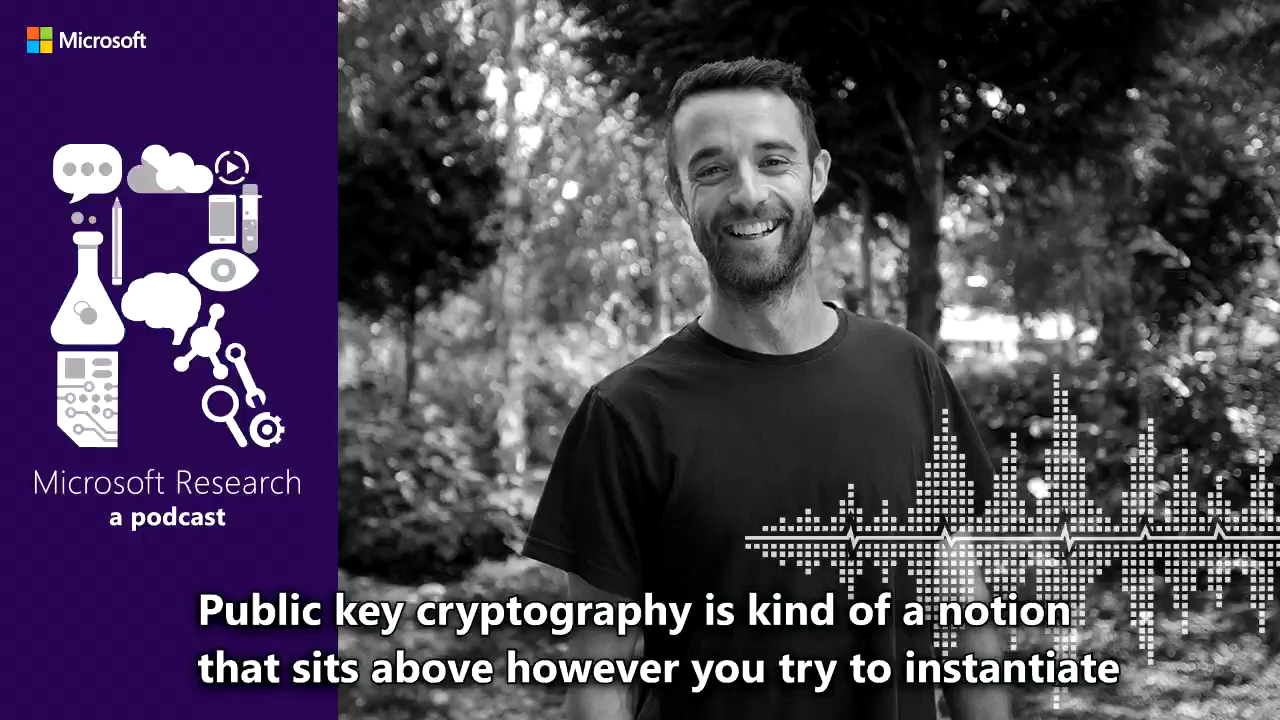 Microsoft
Microsoft Research
a podcast
Public key cryptography is kind of a notion
that sits above however you try to instantiate